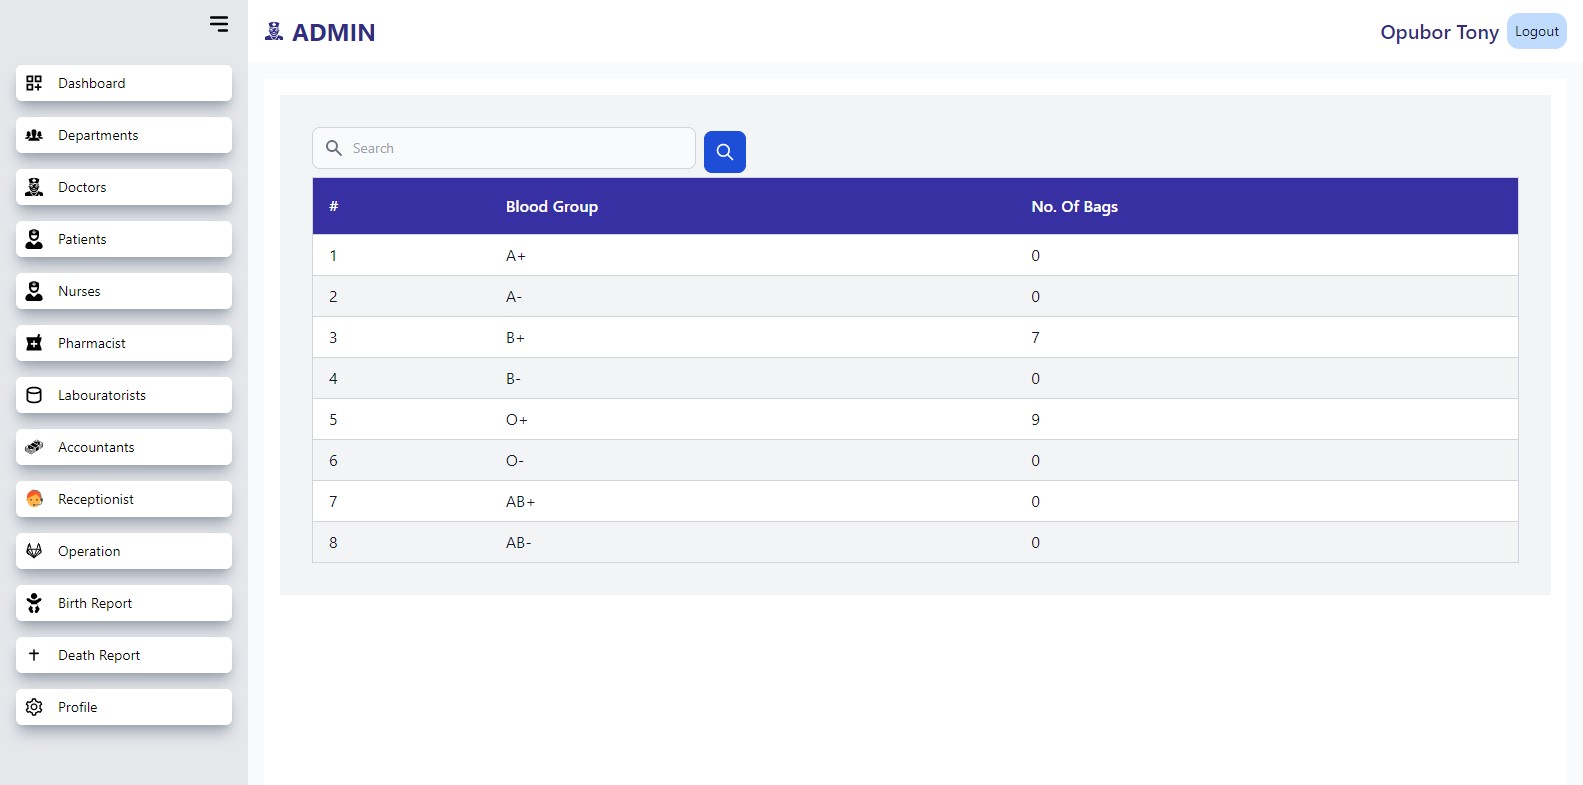 ADMIN
Opubor Tony
Logout
Dashboard
Departments
Doctors
Patients
Nurses
Pharmacist
Labouratorists
Accountants
Receptionist
Operation
Birth Report
Death Report
Profile
Search
# Blood Group No. Of Bags
1 A+ 0
2 A- 0
3 B+ 7
4 B- 0
5 O+ 9
6 O- 0
7 AB+ 0
8 AB- 0